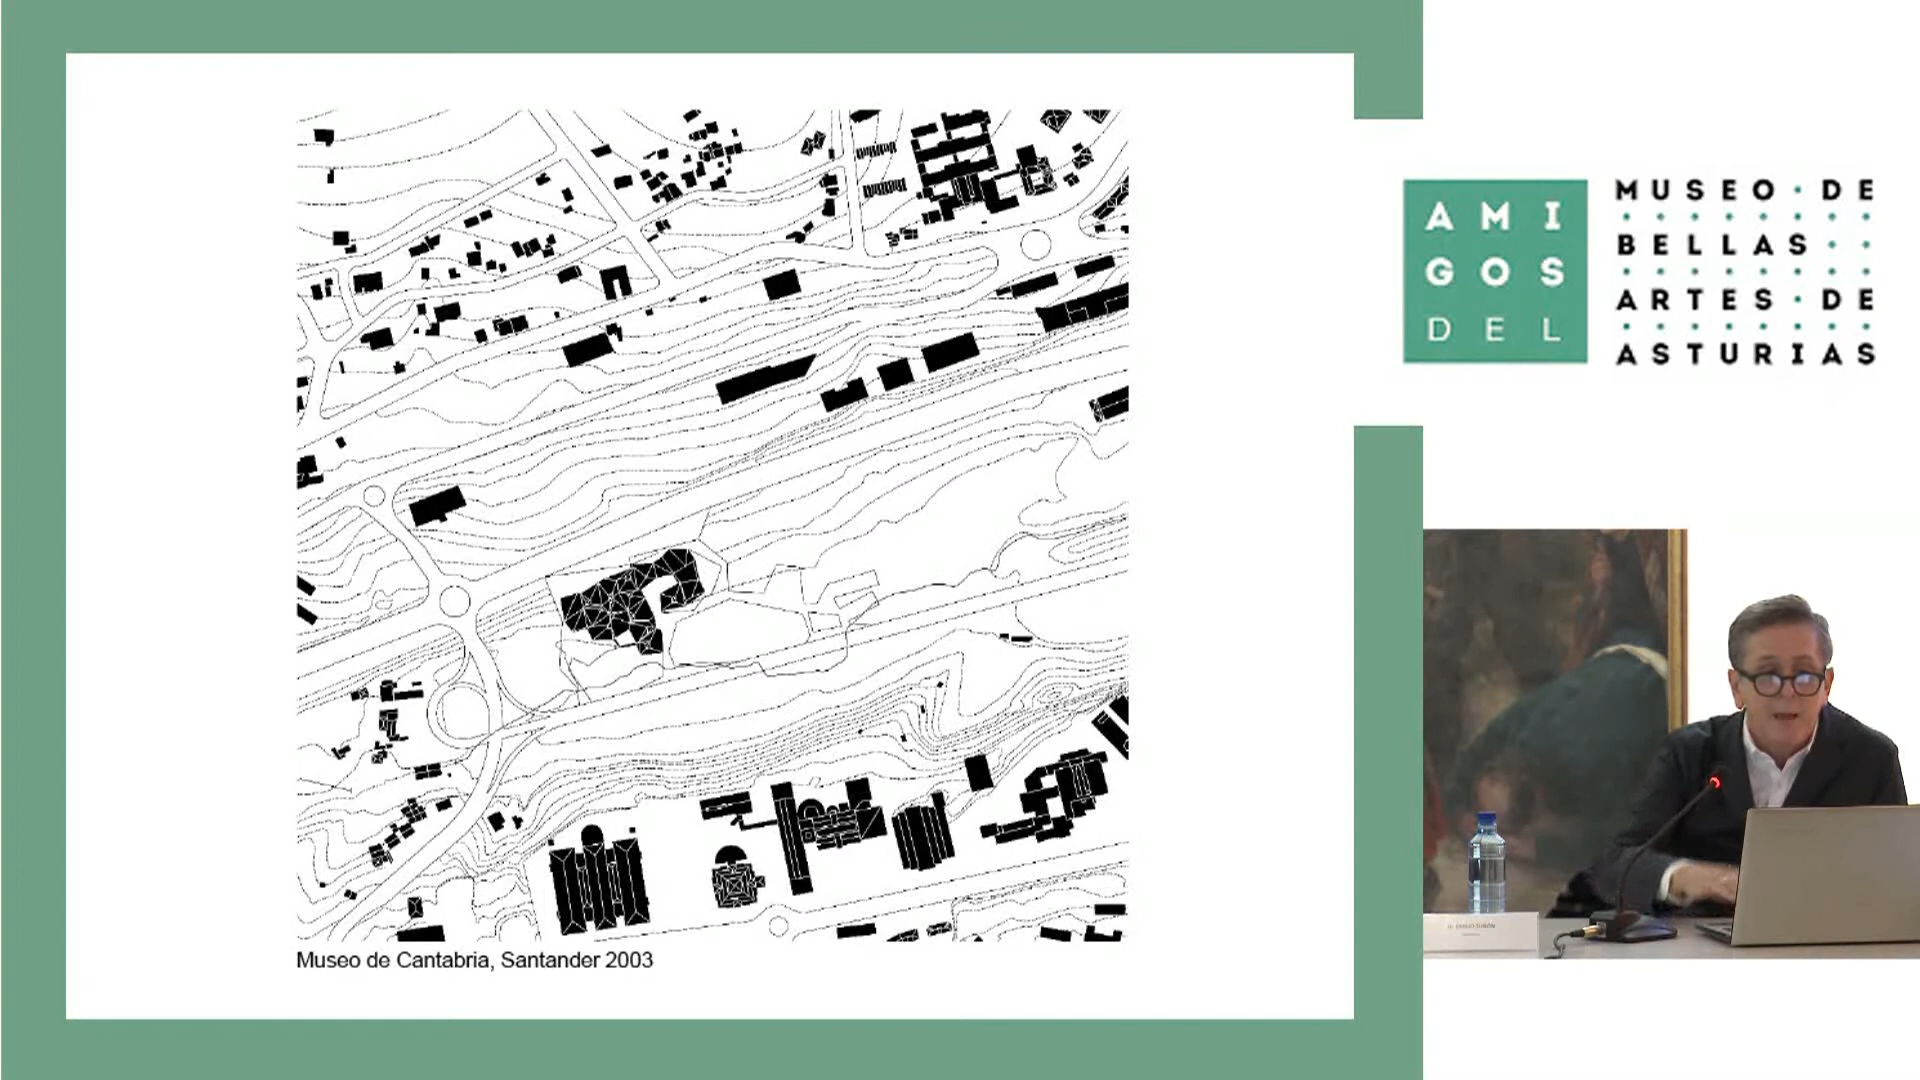 AMI
GOS
DEL
MUSEO · DE
BELLAS
ARTES · DE
ASTURIAS
Museo de Cantabria, Santander 2003